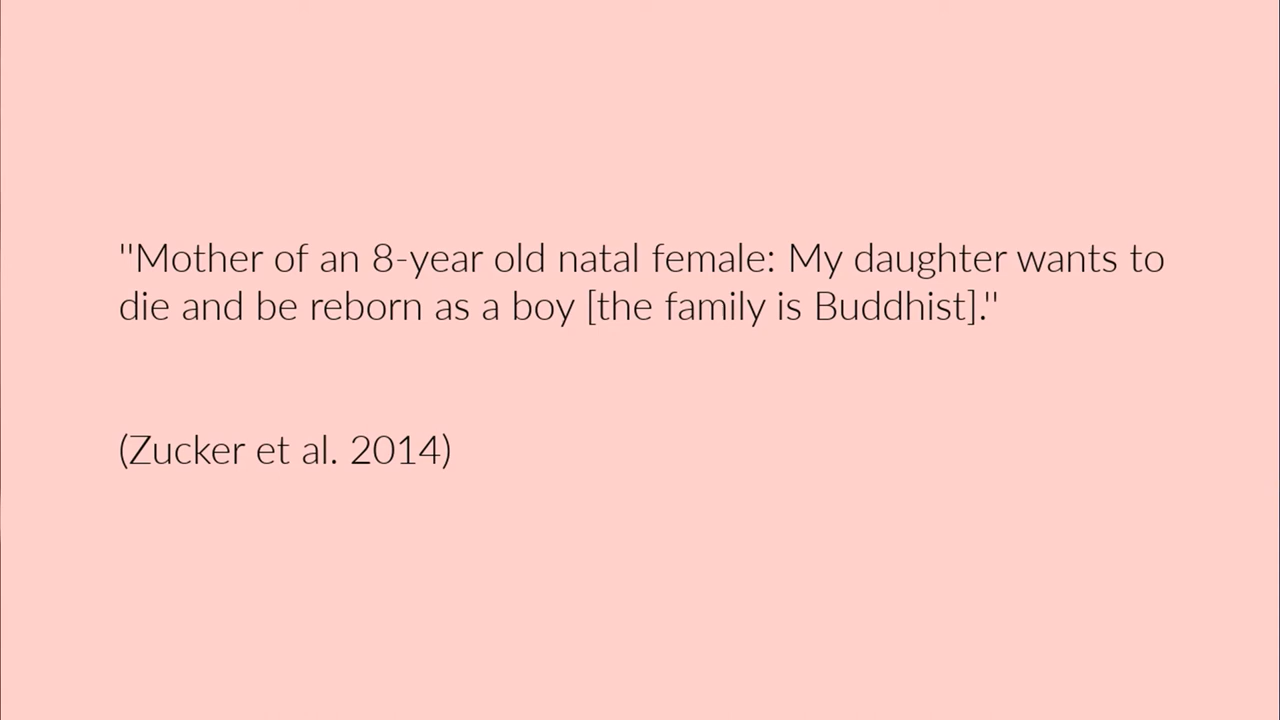 "Mother of an 8-year old natal female: My daughter wants to
die and be reborn as a boy [the family is Buddhist]."
(Zucker et al. 2014)